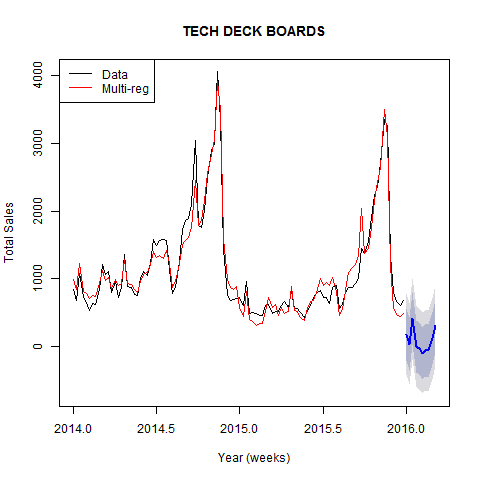 TECH DECK BOARDS
Data
Multi-reg
Total Sales
4000
3000
2000
1000
0
2014.0 2014.5 2015.0 2015.5 2016.0
Year (weeks)